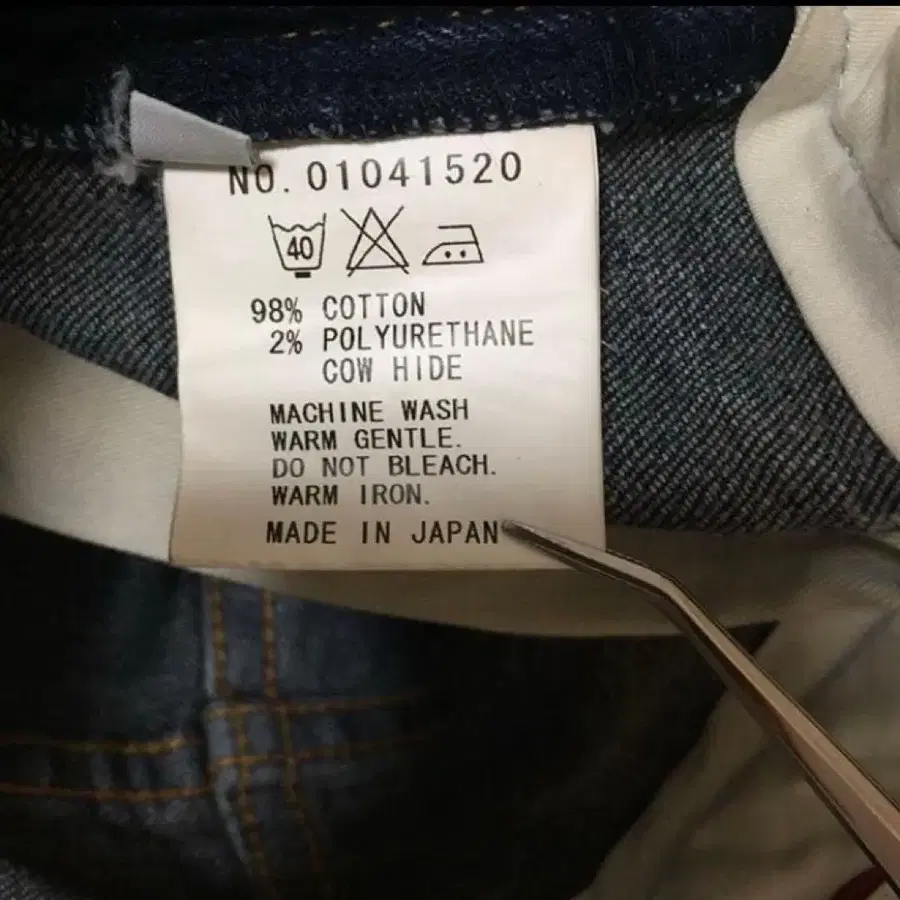 NO. 01041520
40
98% COTTON
2% POLYURETHANE
COW HIDE
MACHINE WASH
WARM GENTLE.
DO NOT BLEACH.
WARM IRON.
MADE IN JAPAN